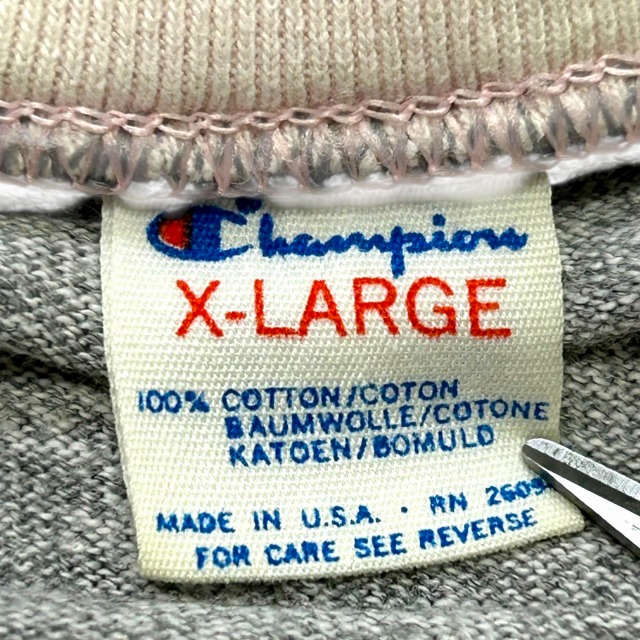 Champion
X-LARGE
100% COTTON/COTON
BAUMWOLLE/COTONE
KATOEN/BOMULD
MADE IN U.S.A. · RN
FOR CARE SEE REVERSE